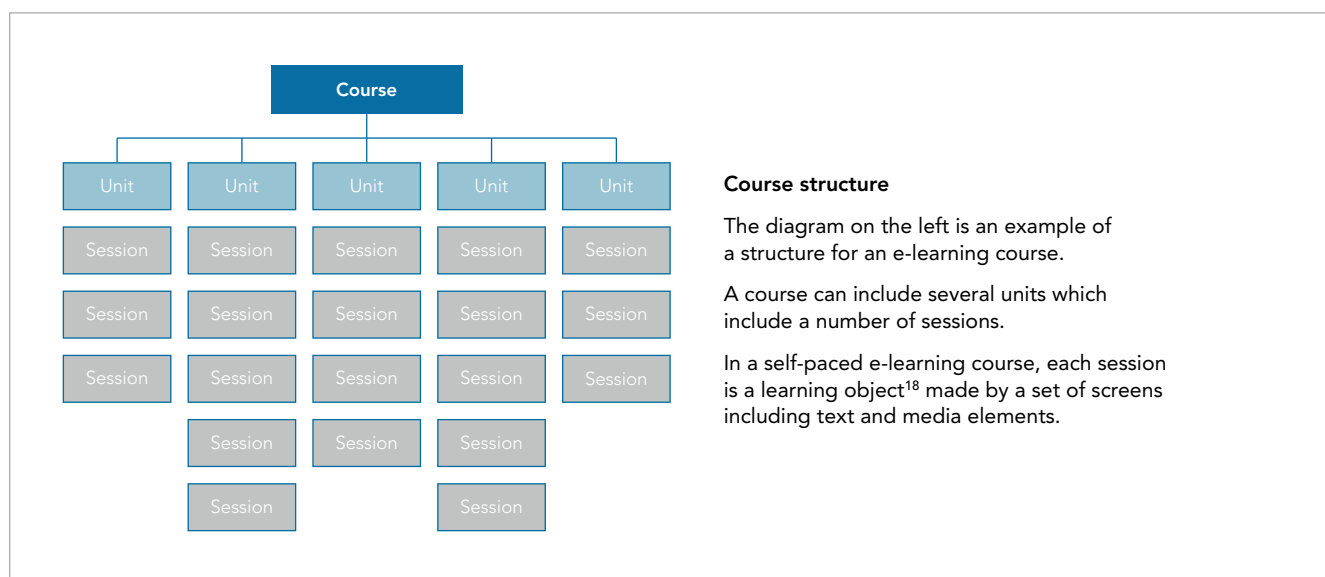 Course
Unit Unit Unit Unit Unit
Session Session Session Session Session
Session Session Session Session Session
Session Session Session Session Session
Session Session Session
Session Session
Course structure
The diagram on the left is an example of
a structure for an e-learning course.
A course can include several units which
include a number of sessions.
In a self-paced e-learning course, each session
is a learning object18 made by a set of screens
including text and media elements.